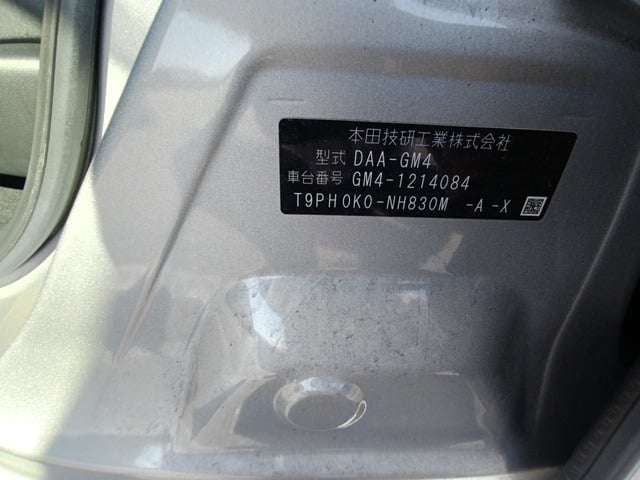 本田技研工業株式会社
型式 DAA-GM4
車台番号 GM4-1214084
T9PH0K0-NH830M -A -X